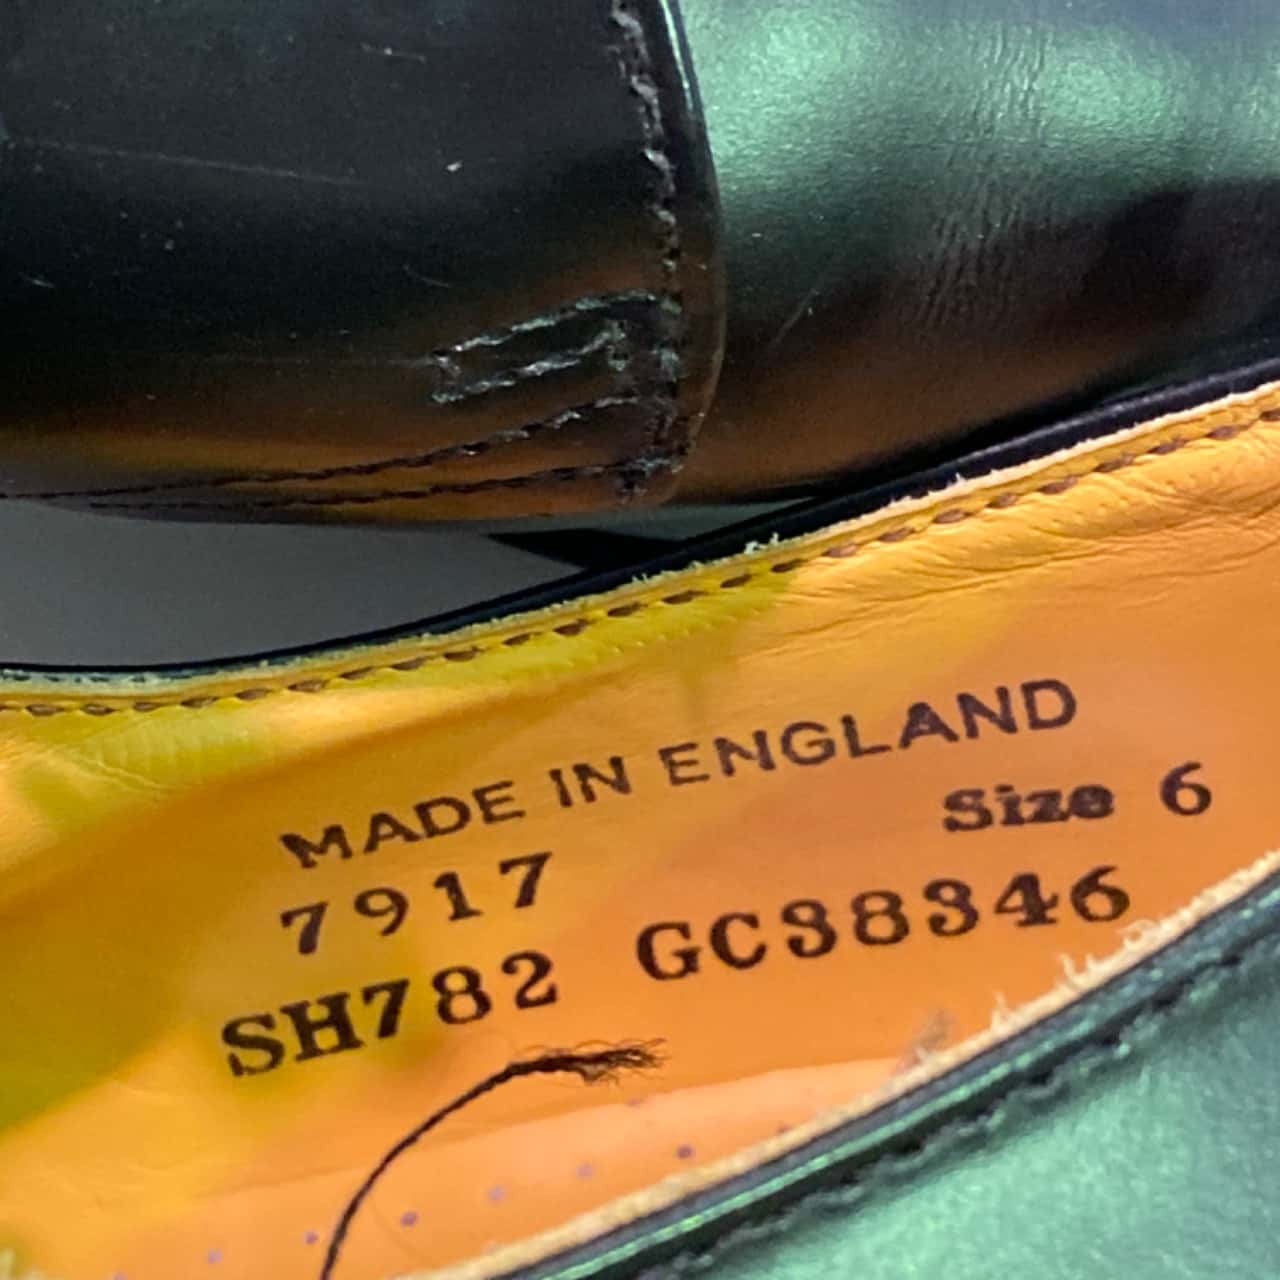 MADE IN ENGLAND
Size 6
7917
SH782 GC38346